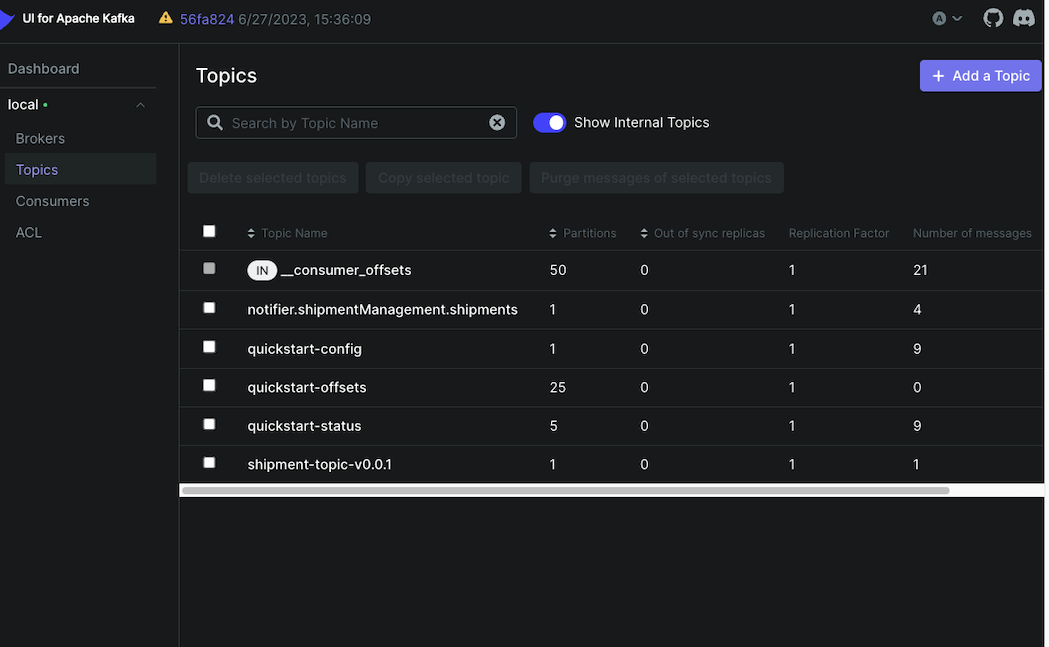 UI for Apache Kafka 56fa824 6/27/2023, 15:36:09 A
Dashboard
local
Brokers
Topics
Consumers
ACL
Topics
Add a Topic
Search by Topic Name
Show Internal Topics
Delete selected topics Copy selected topic Purge messages of selected topics
Topic Name Partitions Out of sync replicas Replication Factor Number of messages
IN __consumer_offsets 50 0 1 21
notifier.shipmentManagement.shipments 1 0 1 4
quickstart-config 1 0 1 9
quickstart-offsets 25 0 1 0
quickstart-status 5 0 1 9
shipment-topic-v0.0.1 1 0 1 1